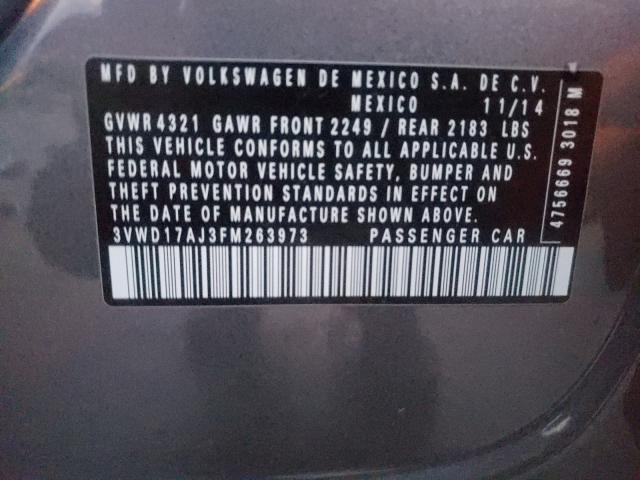 MFD BY VOLKSWAGEN DE MEXICO S.A. DE C.V.
MEXICO 11/14
GVWR 4321 GAWR FRONT 2249 / REAR 2183 LBS
THIS VEHICLE CONFORMS TO ALL APPLICABLE U.S.
FEDERAL MOTOR VEHICLE SAFETY, BUMPER AND
THEFT PREVENTION STANDARDS IN EFFECT ON
THE DATE OF MANUFACTURE SHOWN ABOVE.
3VWD17AJ3FM263973 PASSENGER CAR
4756669 3018 M